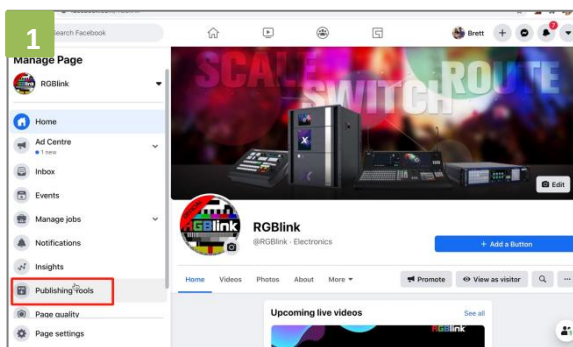 1
Search Facebook
Brett
7
Manage Page
RGBlink
Home
Ad Centre
1 new
Inbox
Events
Manage jobs
Notifications
Insights
Publishing Tools
Page quality
Page settings
SCALE
SWITCH
ROUTE
X
Edit
RGBlink
RGBlink
@RGBlink · Electronics
+ Add a Button
Home Videos Photos About More
Promote View as visitor
Upcoming live videos See all
RGBlink